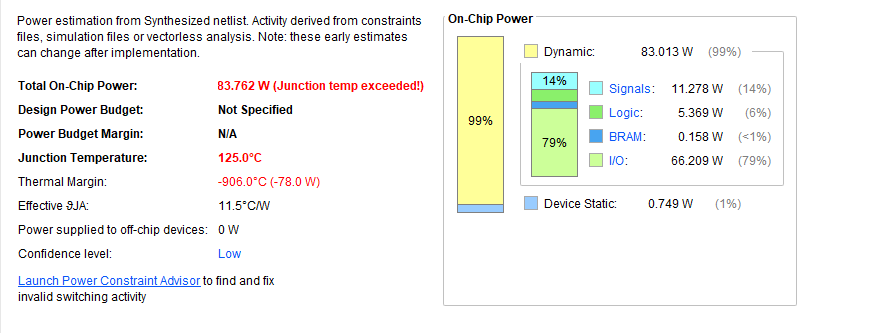 Power estimation from Synthesized netlist. Activity derived from constraints
files, simulation files or vectorless analysis. Note: these early estimates
can change after implementation.
Total On-Chip Power: 83.762 W (Junction temp exceeded!)
Design Power Budget: Not Specified
Power Budget Margin: N/A
Junction Temperature: 125.0°C
Thermal Margin: -906.0°C (-78.0 W)
Effective ϑJA: 11.5°C/W
Power supplied to off-chip devices: 0 W
Confidence level: Low
Launch Power Constraint Advisor to find and fix
invalid switching activity
On-Chip Power
99%
Dynamic: 83.013 W (99%)
14%
79%
Signals: 11.278 W (14%)
Logic: 5.369 W (6%)
BRAM: 0.158 W (<1%)
I/O: 66.209 W (79%)
Device Static: 0.749 W (1%)